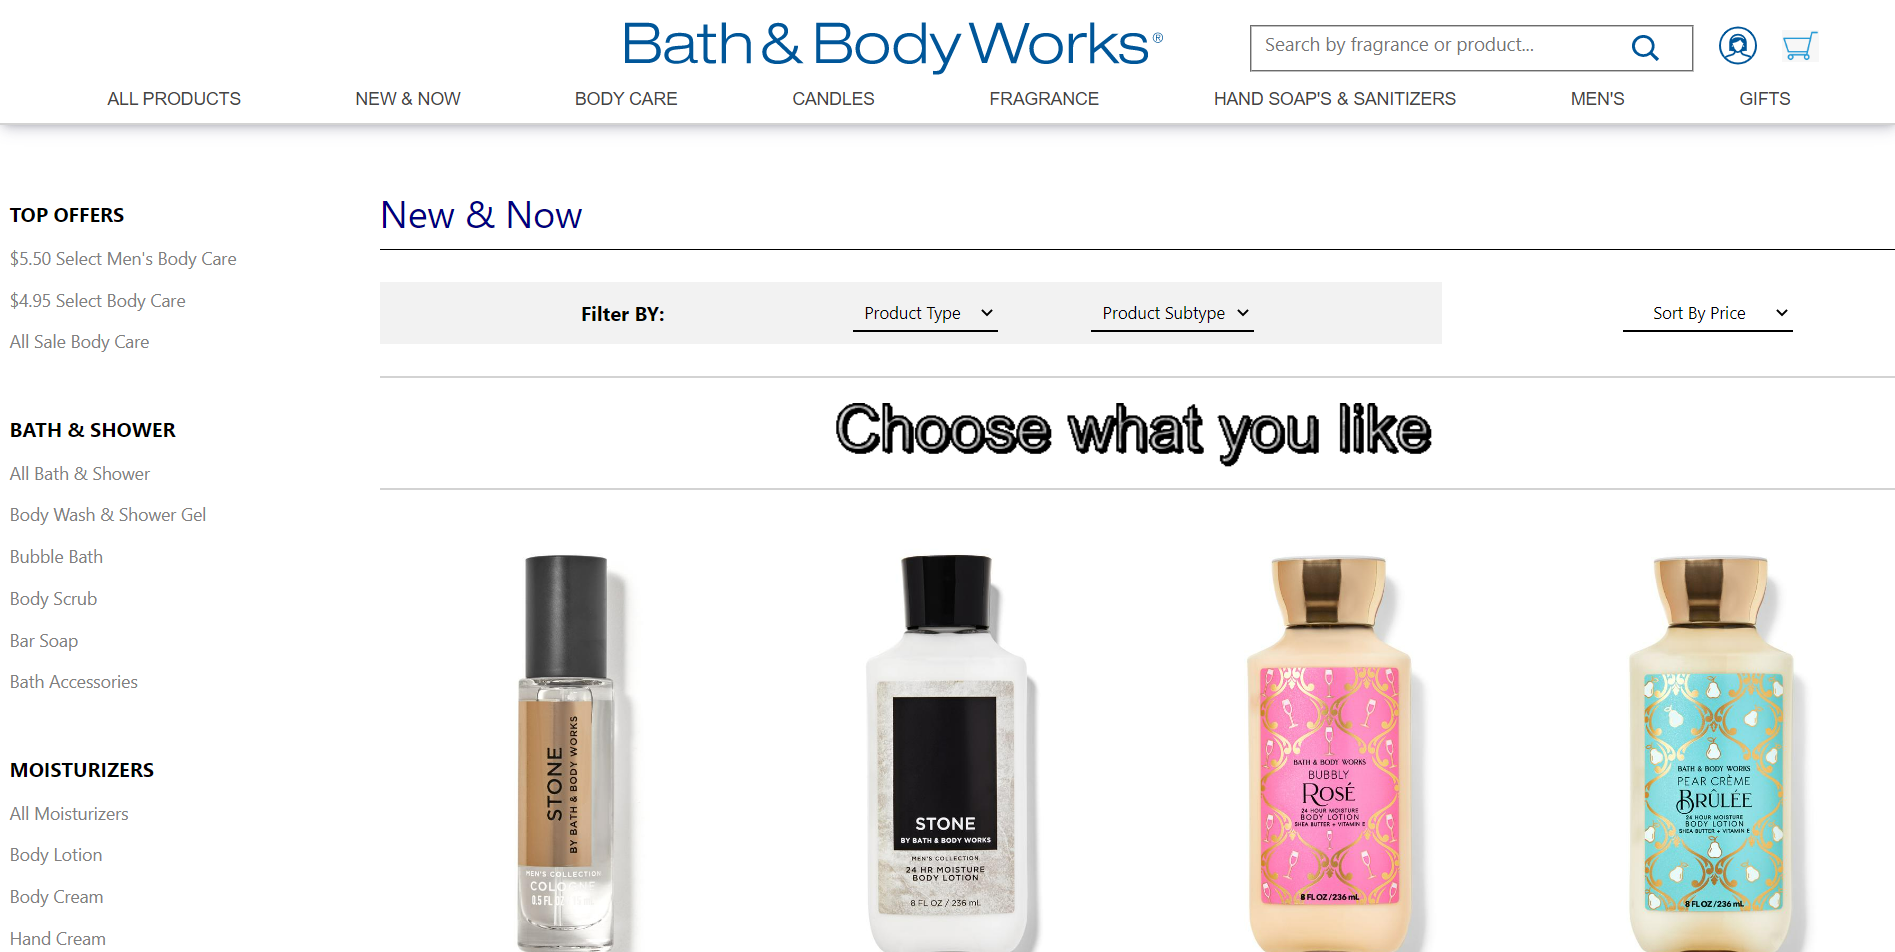 Bath & Body Works®
Search by fragrance or product...
ALL PRODUCTS NEW & NOW BODY CARE CANDLES FRAGRANCE HAND SOAP'S & SANITIZERS MEN'S GIFTS
TOP OFFERS
$5.50 Select Men's Body Care
$4.95 Select Body Care
All Sale Body Care
BATH & SHOWER
All Bath & Shower
Body Wash & Shower Gel
Bubble Bath
Body Scrub
Bar Soap
Bath Accessories
MOISTURIZERS
All Moisturizers
Body Lotion
Body Cream
Hand Cream
New & Now
Filter BY: Product Type Product Subtype Sort By Price
Choose what you like
STONE
BY BATH & BODY WORKS
MEN'S COLLECTION
COLOGNE
0.5 FL OZ
STONE
BY BATH & BODY WORKS
MEN'S COLLECTION
24 HR MOISTURE
BODY LOTION
8 FL OZ / 236 mL
BATH & BODY WORKS
BUBBLY
ROSÉ
24 HOUR MOISTURE
BODY LOTION
SHEA BUTTER + VITAMIN E
8 FL OZ / 236 mL
BATH & BODY WORKS
PEAR CRÈME
BRÛLÉE
24 HOUR MOISTURE
BODY LOTION
SHEA BUTTER + VITAMIN E
8 FL OZ / 236 mL